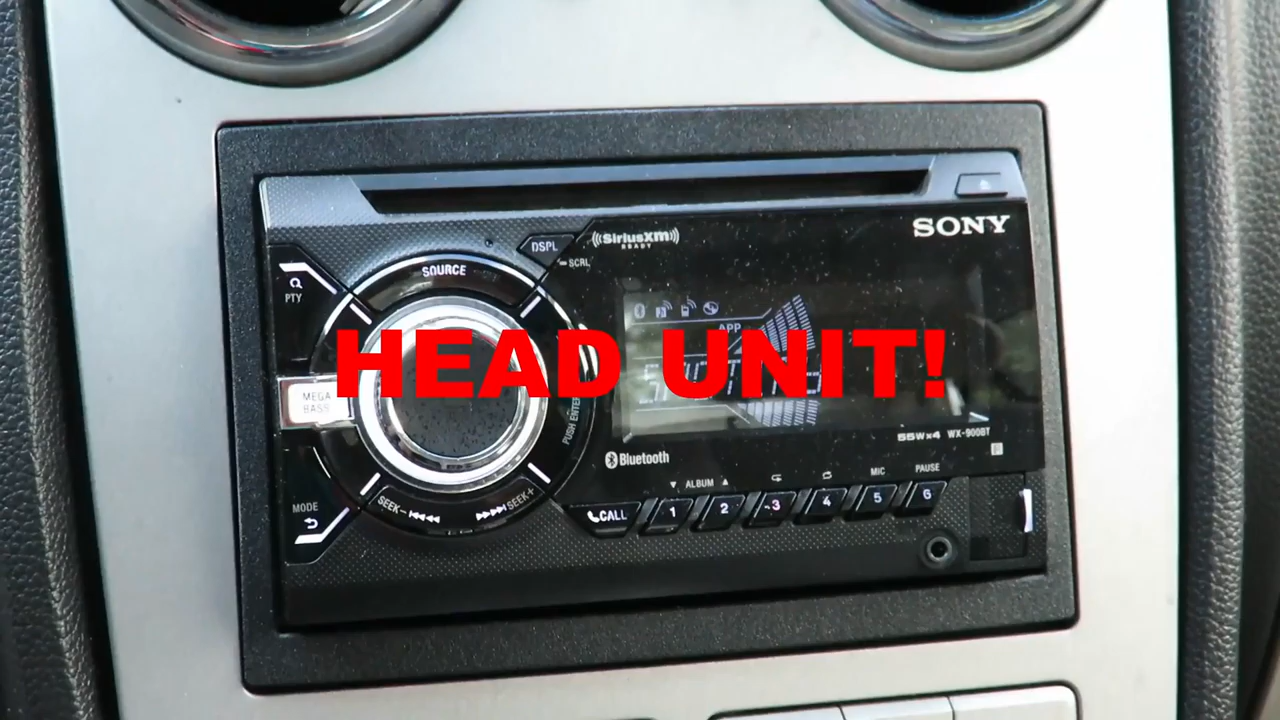 SONY
((SiriusXM))
READY
DSPL
SCRL
SOURCE
PTY
APP
HEAD UNIT!
MEGA
BASS
PUSH ENTER
55W×4 WX-900BT
Bluetooth
MODE
SEEK−
SEEK+
ALBUM
MIC
PAUSE
CALL
1
2
3
4
5
6